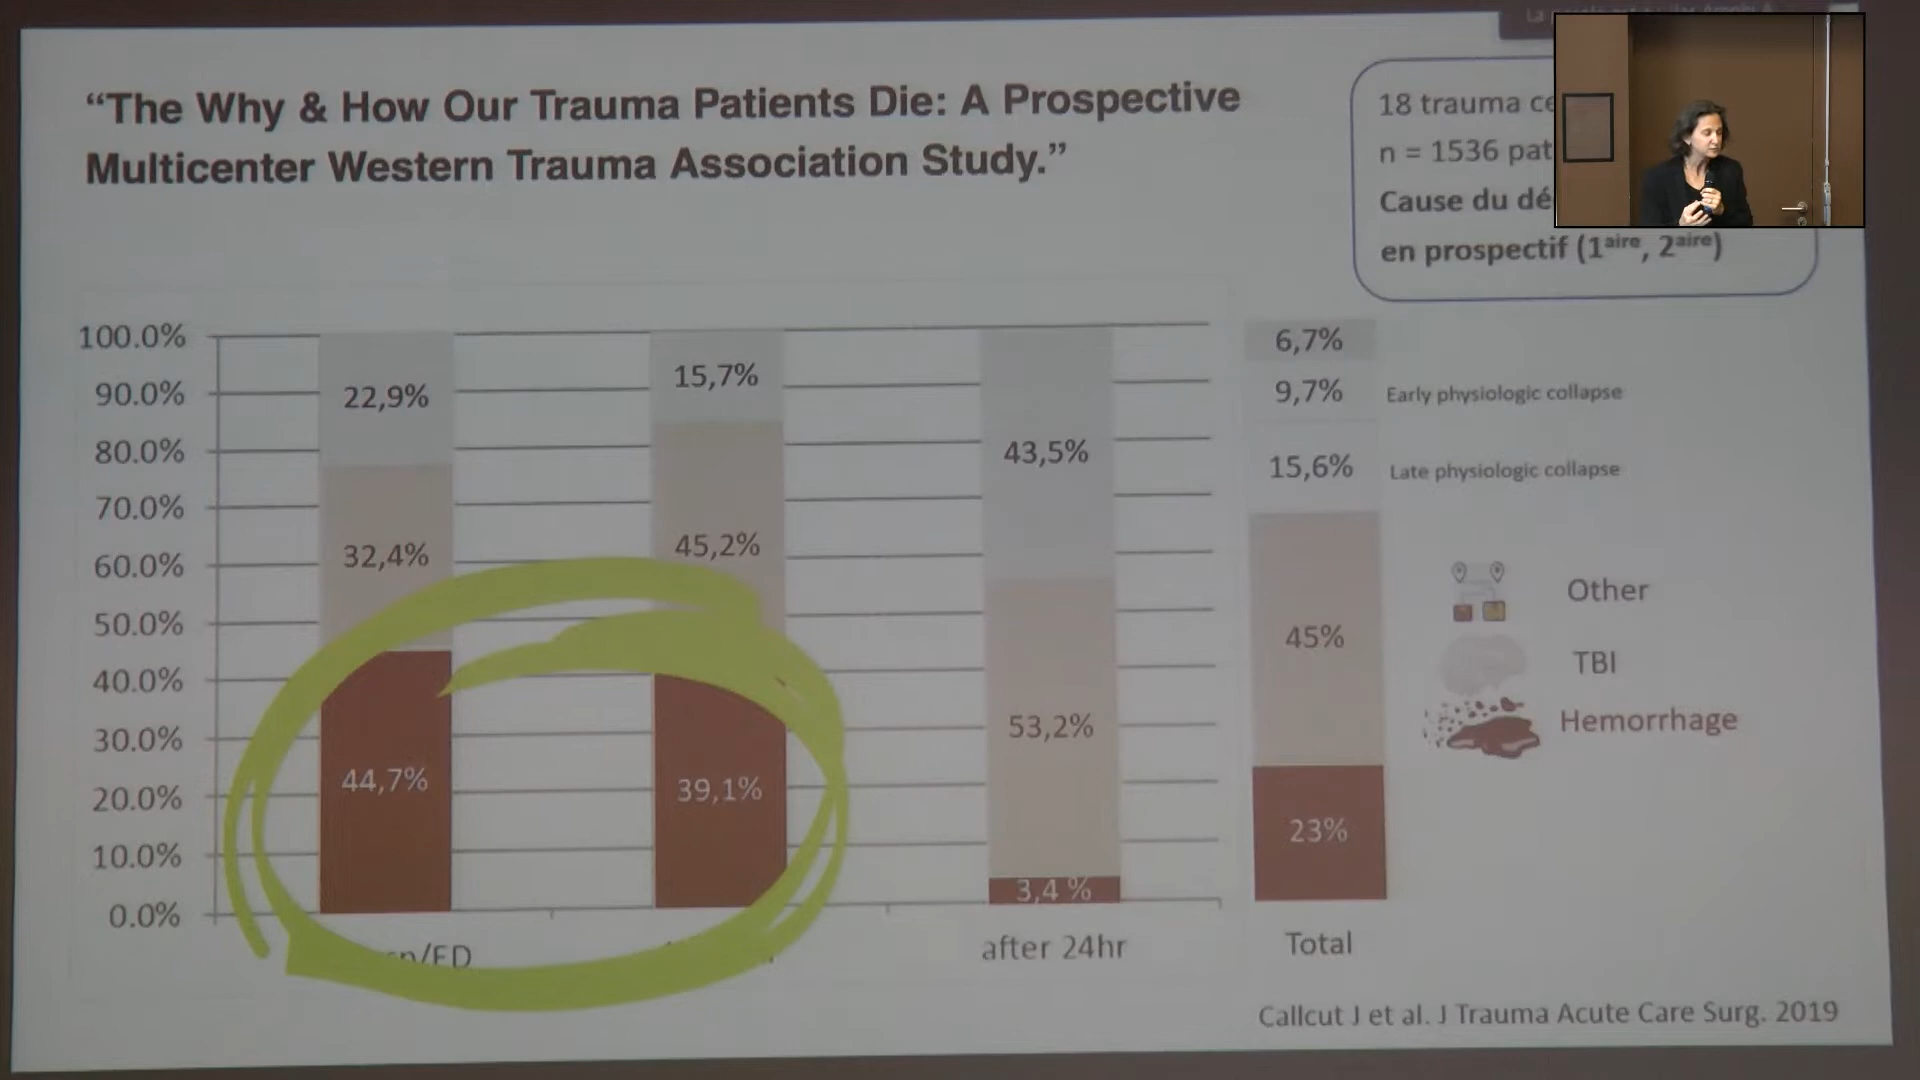 “The Why & How Our Trauma Patients Die: A Prospective
Multicenter Western Trauma Association Study.”
18 trauma
n = 1536
Cause du
en prospectif (1aire, 2aire)
100.0%
90.0%
80.0%
70.0%
60.0%
50.0%
40.0%
30.0%
20.0%
10.0%
0.0%
22,9%
32,4%
44,7%
15,7%
45,2%
39,1%
43,5%
53,2%
3,4 %
6,7%
9,7%
15,6%
45%
23%
Early physiologic collapse
Late physiologic collapse
Other
TBI
Hemorrhage
/ED
after 24hr
Total
Callcut J et al. J Trauma Acute Care Surg. 2019